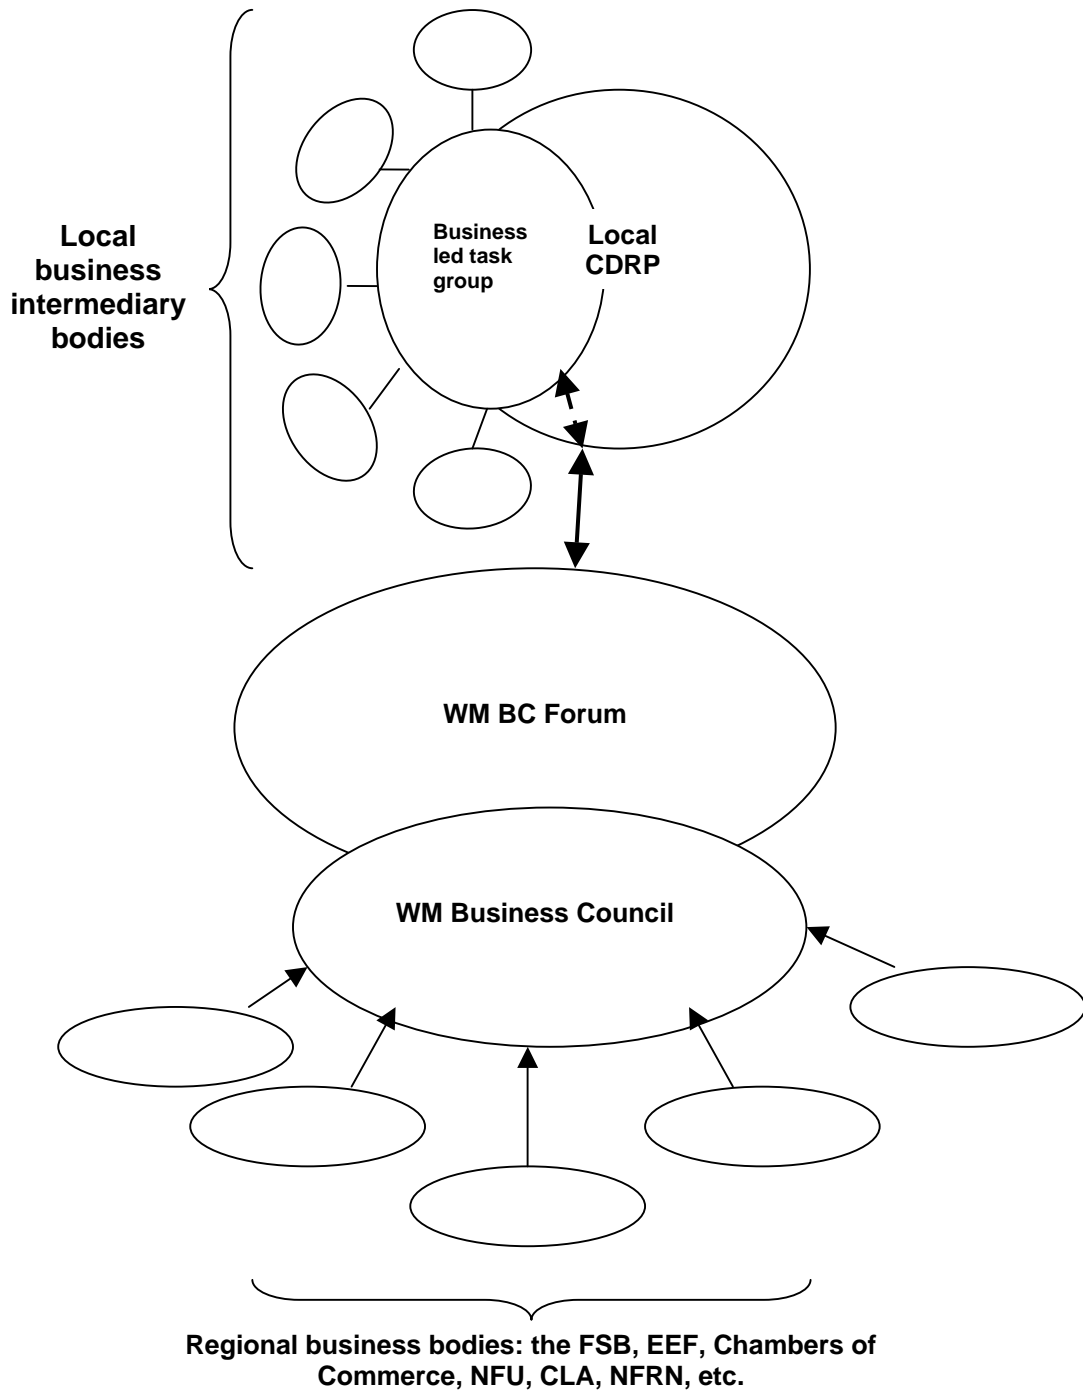 Local
business
intermediary
bodies
Business
led task
group
Local
CDRP
WM BC Forum
WM Business Council
Regional business bodies: the FSB, EEF, Chambers of
Commerce, NFU, CLA, NFRN, etc.